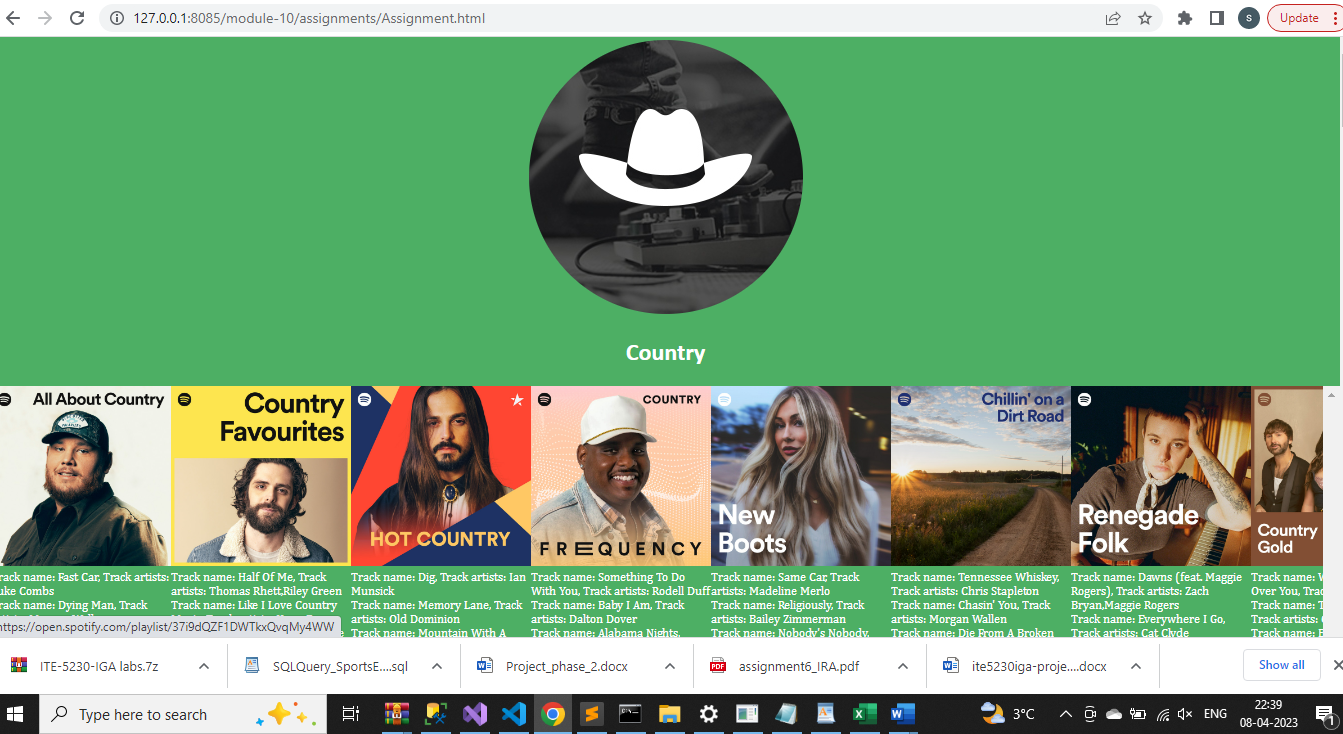 127.0.0.1:8085/module-10/assignments/Assignment.html
S
Update
Country
All About Country
Country
Favourites
HOT COUNTRY
COUNTRY
FREQUENCY
New
Boots
Chillin' on a
Dirt Road
Renegade
Folk
Country
Gold
rack name: Fast Car, Track artists:
uke Combs
rack name: Dying Man, Track
Track name: Half Of Me, Track
artists: Thomas Rhett,Riley Green
Track name: Like I Love Country
Track name: Dig, Track artists: Ian
Munsick
Track name: Memory Lane, Track
artists: Old Dominion
Track name: Mountain With A
Track name: Something To Do
With You, Track artists: Rodell Duff
Track name: Baby I Am, Track
artists: Dalton Dover
Track name: Alabama Nights,
Track name: Same Car, Track
artists: Madeline Merlo
Track name: Religiously, Track
artists: Bailey Zimmerman
Track name: Nobody's Nobody,
Track name: Tennessee Whiskey,
Track artists: Chris Stapleton
Track name: Chasin' You, Track
artists: Morgan Wallen
Track name: Die From A Broken
Track name: Dawns (feat. Maggie
Rogers), Track artists: Zach
Bryan,Maggie Rogers
Track name: Everywhere I Go,
Track artists: Cat Clyde
Track name: W
Over You, Trac
Track name: T
Track artists:
Track name:
https://open.spotify.com/playlist/37i9dQZF1DWTkxQvqMy4WW
ITE-5230-IGA labs.7z
SQLQuery_SportsE....sql
Project_phase_2.docx
assignment6_IRA.pdf
ite5230iga-proje....docx
Show all
Type here to search
3°C
ENG
22:39
08-04-2023
1